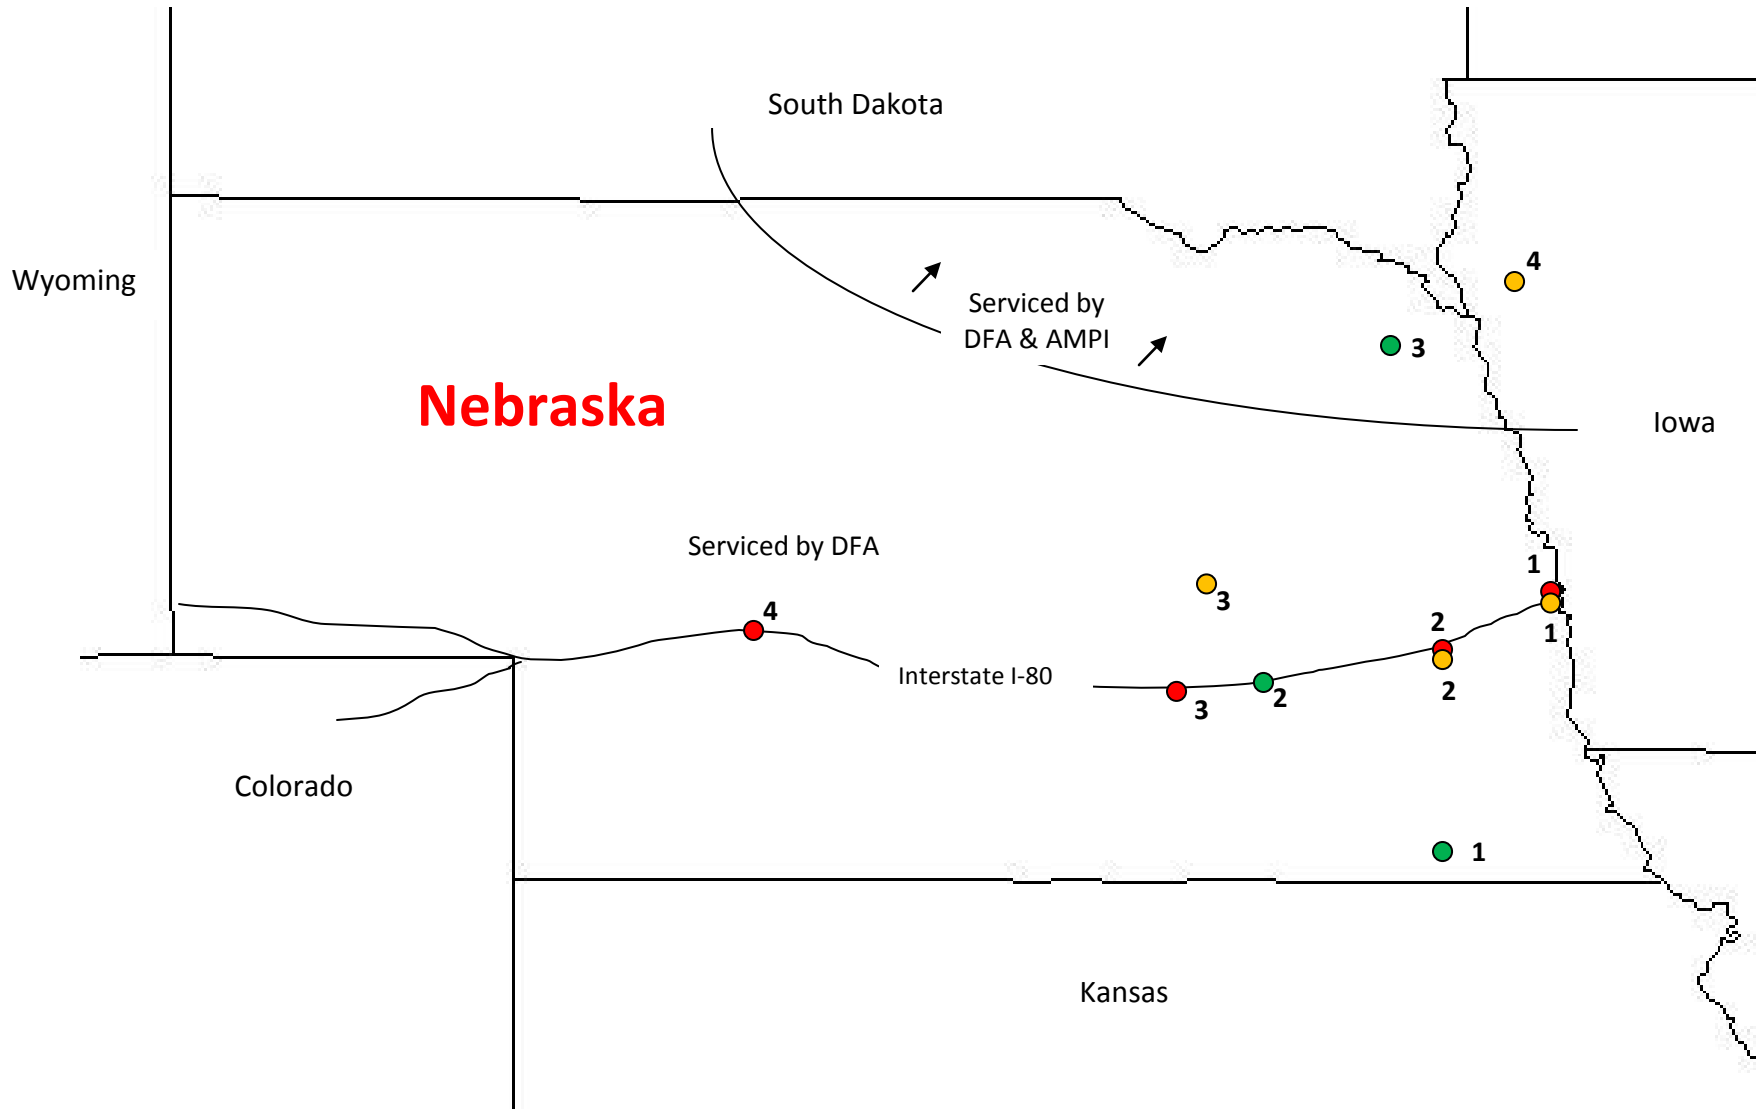 South Dakota
Wyoming
4
Serviced by
DFA & AMPI
3
Nebraska
Iowa
Serviced by DFA
1
3
4
2
1
Interstate I-80
2
3
2
Colorado
1
Kansas